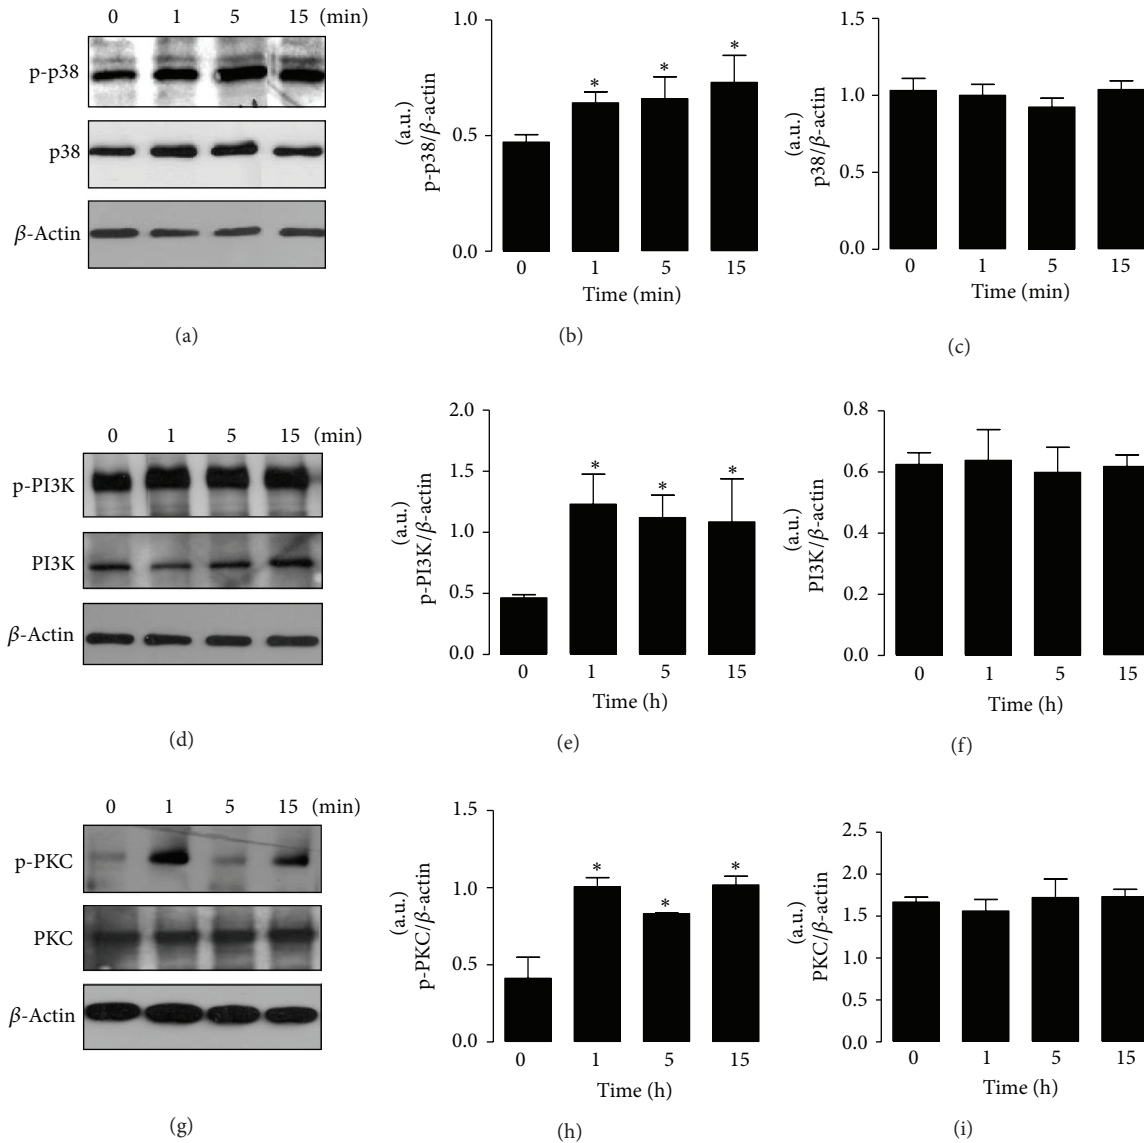 0 1 5 15 (min)
p-p38
p38
β-Actin
(a)
(a.u.)
p-p38/β-actin
1.0
0.5
0.0
* * *
0 1 5 15
Time (min)
(b)
(a.u.)
p38/β-actin
1.5
1.0
0.5
0.0
0 1 5 15
Time (min)
(c)
0 1 5 15 (min)
p-PI3K
PI3K
β-Actin
(d)
(a.u.)
p-PI3K/β-actin
2.0
1.5
1.0
0.5
0.0
* * *
0 1 5 15
Time (h)
(e)
(a.u.)
PI3K/β-actin
0.8
0.6
0.4
0.2
0.0
0 1 5 15
Time (h)
(f)
0 1 5 15 (min)
p-PKC
PKC
β-Actin
(g)
(a.u.)
p-PKC/β-actin
1.5
1.0
0.5
0.0
* * *
0 1 5 15
Time (h)
(h)
(a.u.)
PKC/β-actin
2.5
2.0
1.5
1.0
0.5
0.0
0 1 5 15
Time (h)
(i)